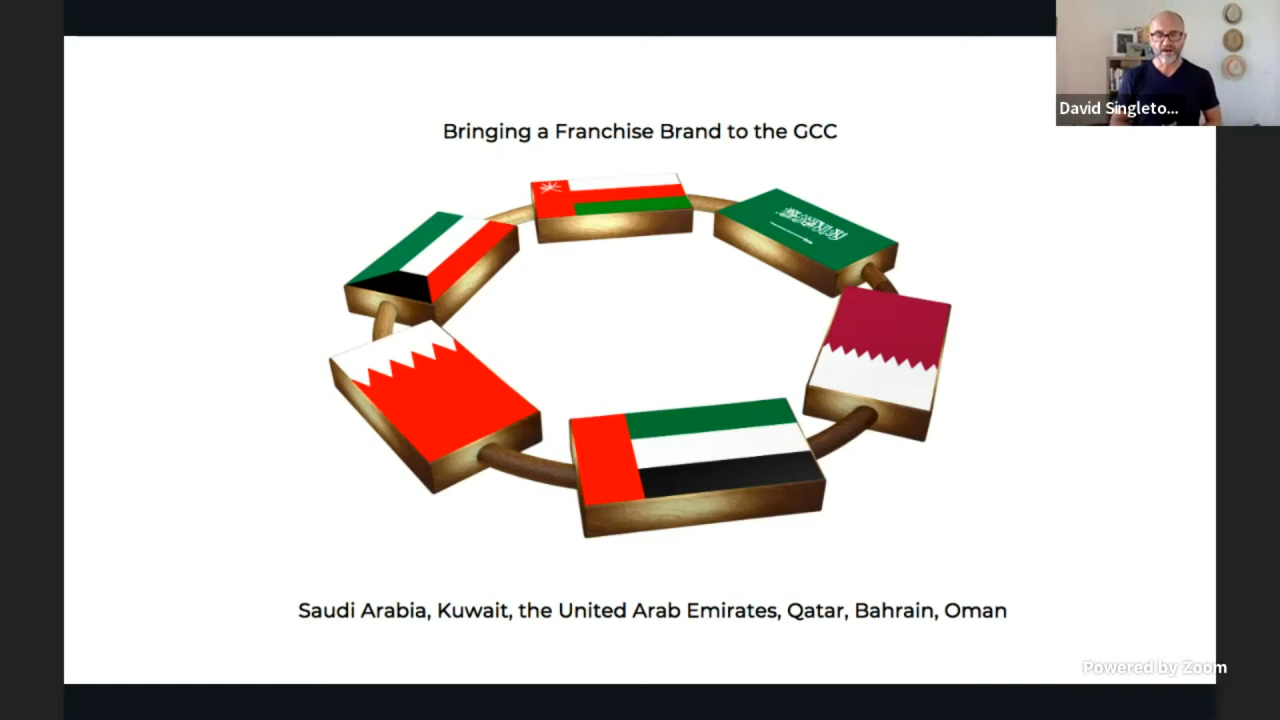 David Singleto...
Bringing a Franchise Brand to the GCC
Saudi Arabia, Kuwait, the United Arab Emirates, Qatar, Bahrain, Oman
Powered by Zoom